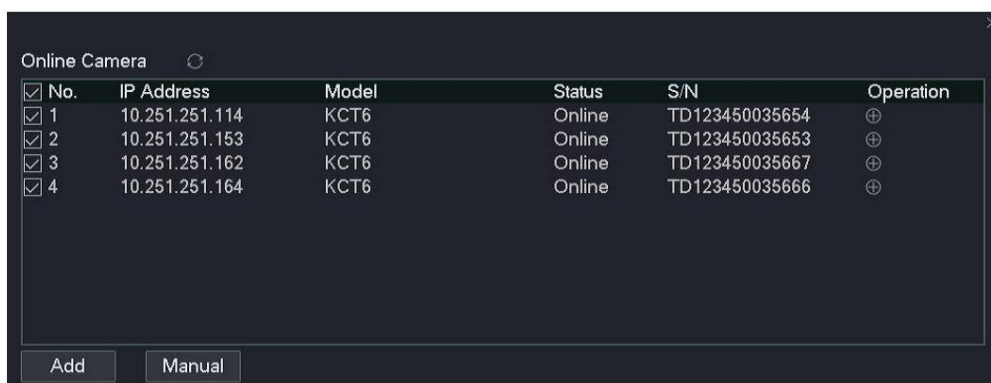 Online Camera
No. IP Address Model Status S/N Operation
1 10.251.251.114 KCT6 Online TD123450035654
2 10.251.251.153 KCT6 Online TD123450035653
3 10.251.251.162 KCT6 Online TD123450035667
4 10.251.251.164 KCT6 Online TD123450035666
Add Manual